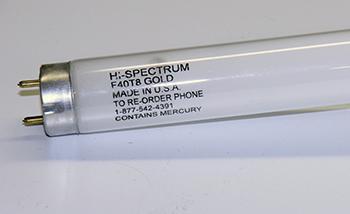 HI-SPECTRUM
F40T8 GOLD
MADE IN U.S.A.
TO RE-ORDER PHONE
1-877-542-4391
CONTAINS MERCURY